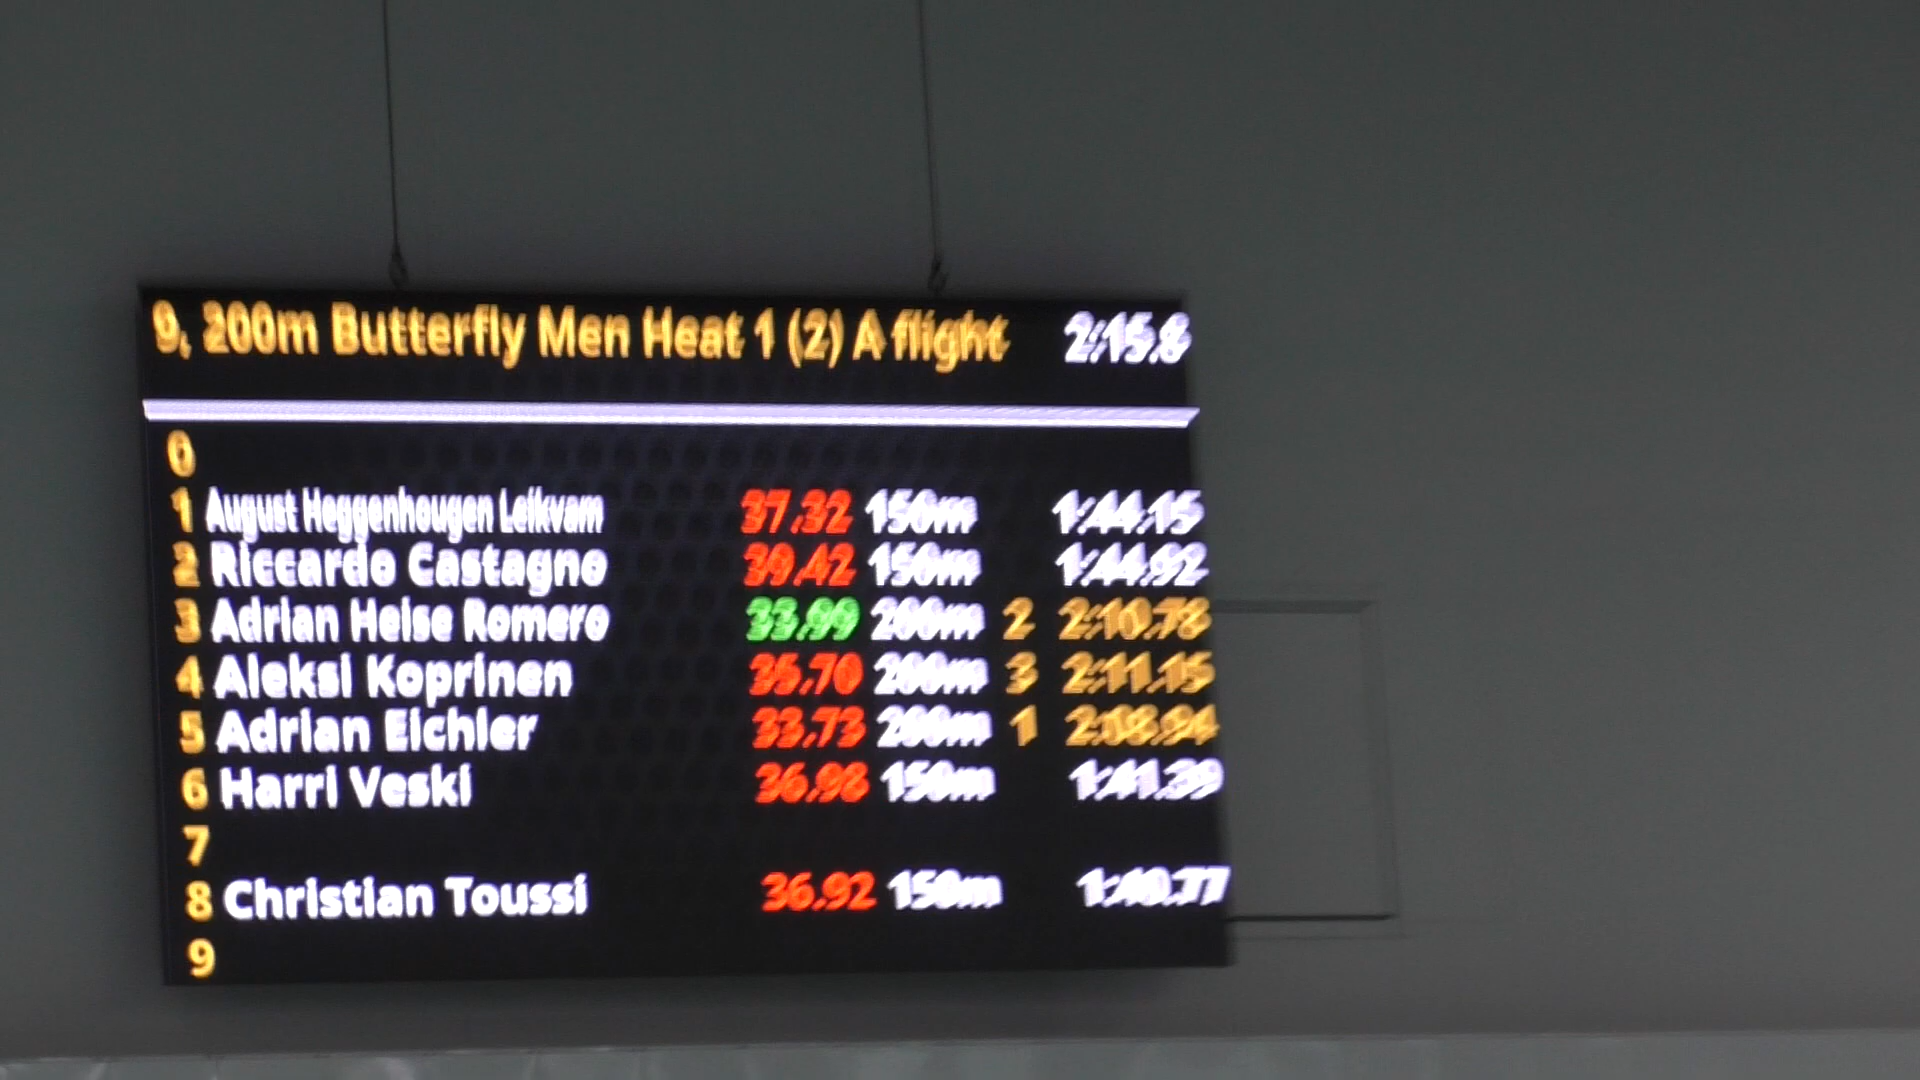 9, 200m Butterfly Men Heat 1 (2) A flight 2:15.8
0
1 August Heggenhougen Leikvam 37.32 150m 1:44.15
2 Riccardo Castagno 39.42 150m 1:44.92
3 Adrian Heise Romero 33.99 200m 2 2:10.78
4 Aleksi Koprinen 35.70 200m 3 2:11.15
5 Adrian Eichler 33.73 200m 1 2:08.94
6 Harri Veski 36.98 150m 1:41.39
7
8 Christian Toussi 36.92 150m 1:40.77
9